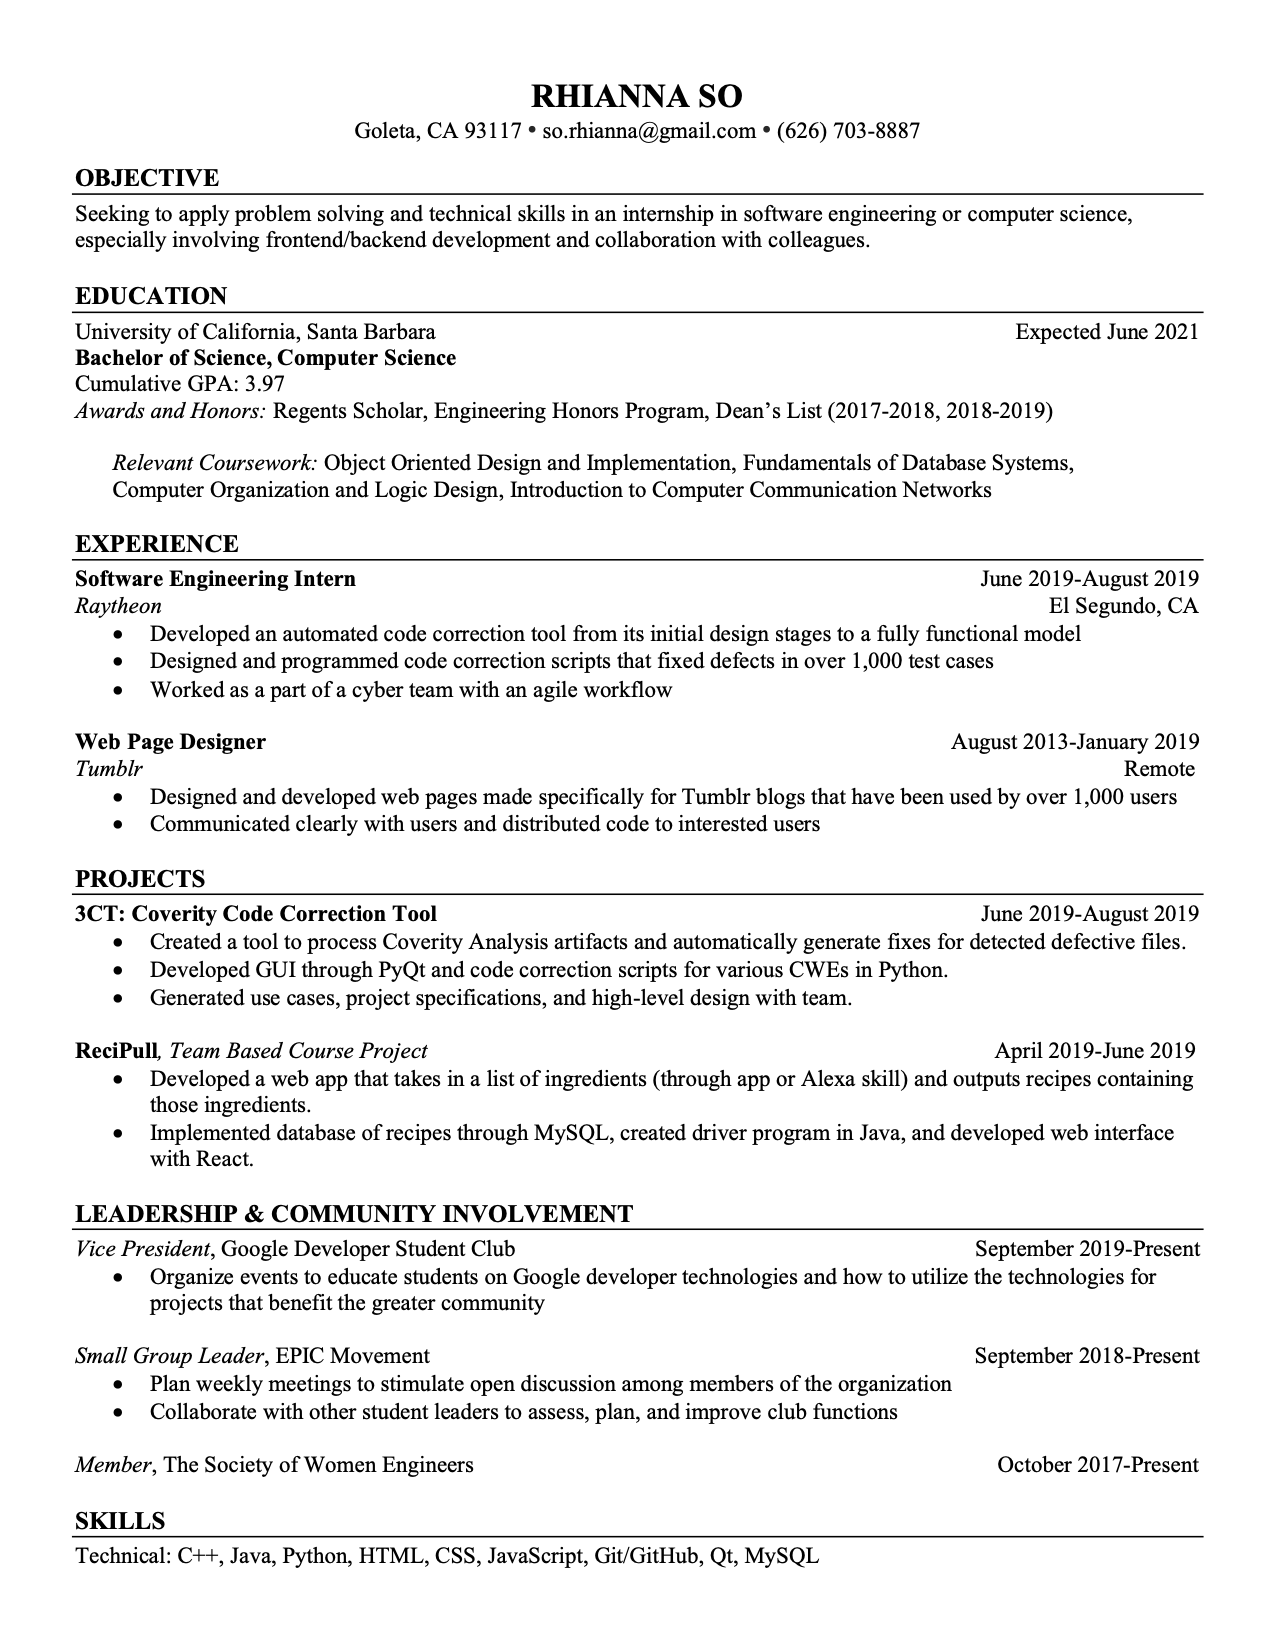 RHIANNA SO
Goleta, CA 93117 • so.rhianna@gmail.com • (626) 703-8887
OBJECTIVE
Seeking to apply problem solving and technical skills in an internship in software engineering or computer science,
especially involving frontend/backend development and collaboration with colleagues.
EDUCATION
University of California, Santa Barbara Expected June 2021
Bachelor of Science, Computer Science
Cumulative GPA: 3.97
Awards and Honors: Regents Scholar, Engineering Honors Program, Dean’s List (2017-2018, 2018-2019)
Relevant Coursework: Object Oriented Design and Implementation, Fundamentals of Database Systems,
Computer Organization and Logic Design, Introduction to Computer Communication Networks
EXPERIENCE
Software Engineering Intern June 2019-August 2019
Raytheon El Segundo, CA
• Developed an automated code correction tool from its initial design stages to a fully functional model
• Designed and programmed code correction scripts that fixed defects in over 1,000 test cases
• Worked as a part of a cyber team with an agile workflow
Web Page Designer August 2013-January 2019
Tumblr Remote
• Designed and developed web pages made specifically for Tumblr blogs that have been used by over 1,000 users
• Communicated clearly with users and distributed code to interested users
PROJECTS
3CT: Coverity Code Correction Tool June 2019-August 2019
• Created a tool to process Coverity Analysis artifacts and automatically generate fixes for detected defective files.
• Developed GUI through PyQt and code correction scripts for various CWEs in Python.
• Generated use cases, project specifications, and high-level design with team.
ReciPull, Team Based Course Project April 2019-June 2019
• Developed a web app that takes in a list of ingredients (through app or Alexa skill) and outputs recipes containing
those ingredients.
• Implemented database of recipes through MySQL, created driver program in Java, and developed web interface
with React.
LEADERSHIP & COMMUNITY INVOLVEMENT
Vice President, Google Developer Student Club September 2019-Present
• Organize events to educate students on Google developer technologies and how to utilize the technologies for
projects that benefit the greater community
Small Group Leader, EPIC Movement September 2018-Present
• Plan weekly meetings to stimulate open discussion among members of the organization
• Collaborate with other student leaders to assess, plan, and improve club functions
Member, The Society of Women Engineers October 2017-Present
SKILLS
Technical: C++, Java, Python, HTML, CSS, JavaScript, Git/GitHub, Qt, MySQL